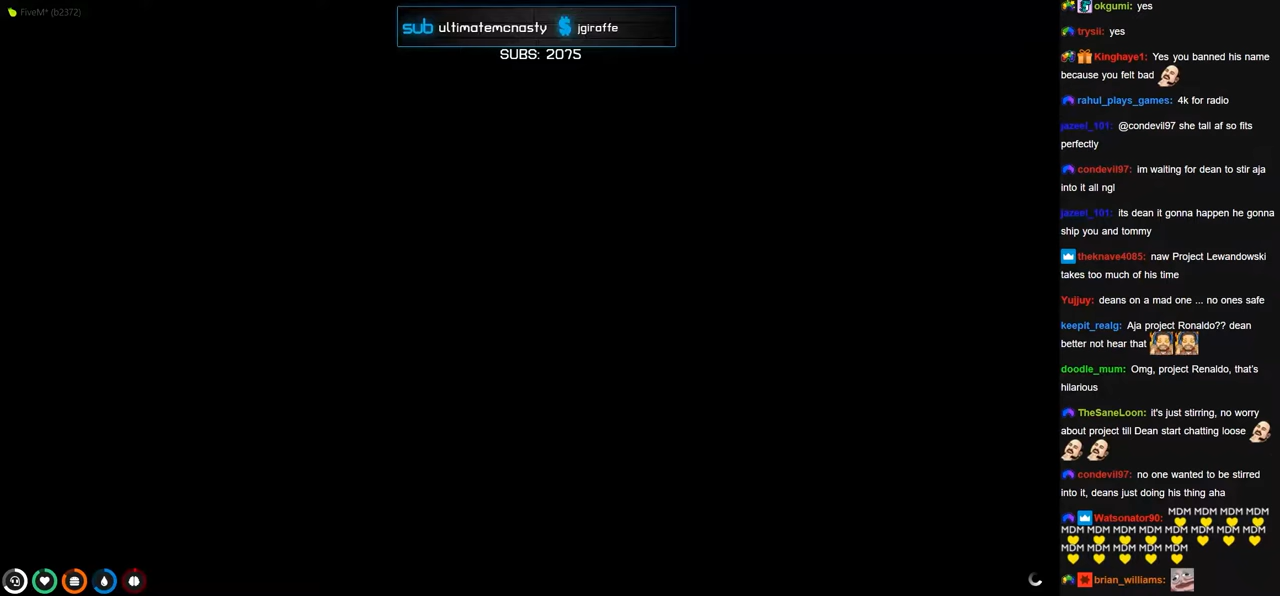 FiveM* (b2372)
sub ultimatemcnasty $ jgiraffe
SUBS: 2075
okgumi: yes
trysii: yes
Kinghaye1: Yes you banned his name
because you felt bad
rahul_plays_games: 4k for radio
jazeel_101: @condevil97 she tall af so fits
perfectly
condevil97: im waiting for dean to stir aja
into it all ngl
jazeel_101: its dean it gonna happen he gonna
ship you and tommy
theknave4085: naw Project Lewandowski
takes too much of his time
Yujjuy: deans on a mad one ... no ones safe
keepit_realg: Aja project Ronaldo?? dean
better not hear that
doodle_mum: Omg, project Renaldo, that's
hilarious
TheSaneLoon: it's just stirring, no worry
about project till Dean start chatting loose
condevil97: no one wanted to be stirred
into it, deans just doing his thing aha
Watsonator90: MDM MDM MDM MDM
MDM MDM MDM MDM MDM MDM MDM MDM
MDM MDM MDM MDM MDM
brian_williams: